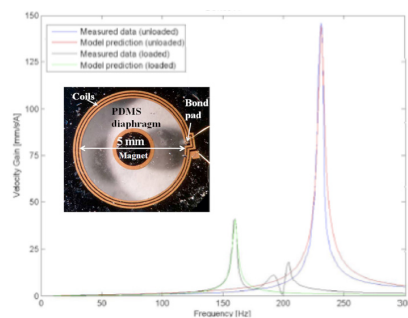 Measured data (unloaded)
Model prediction (unloaded)
Measured data (loaded)
Model prediction (loaded)
150
125
100
75
50
25
0
Velocity Gain [mm/s/A]
Coils
PDMS
diaphragm
Bond
pad
5 mm
Magnet
0
50
100
150
200
250
300
Frequency [Hz]